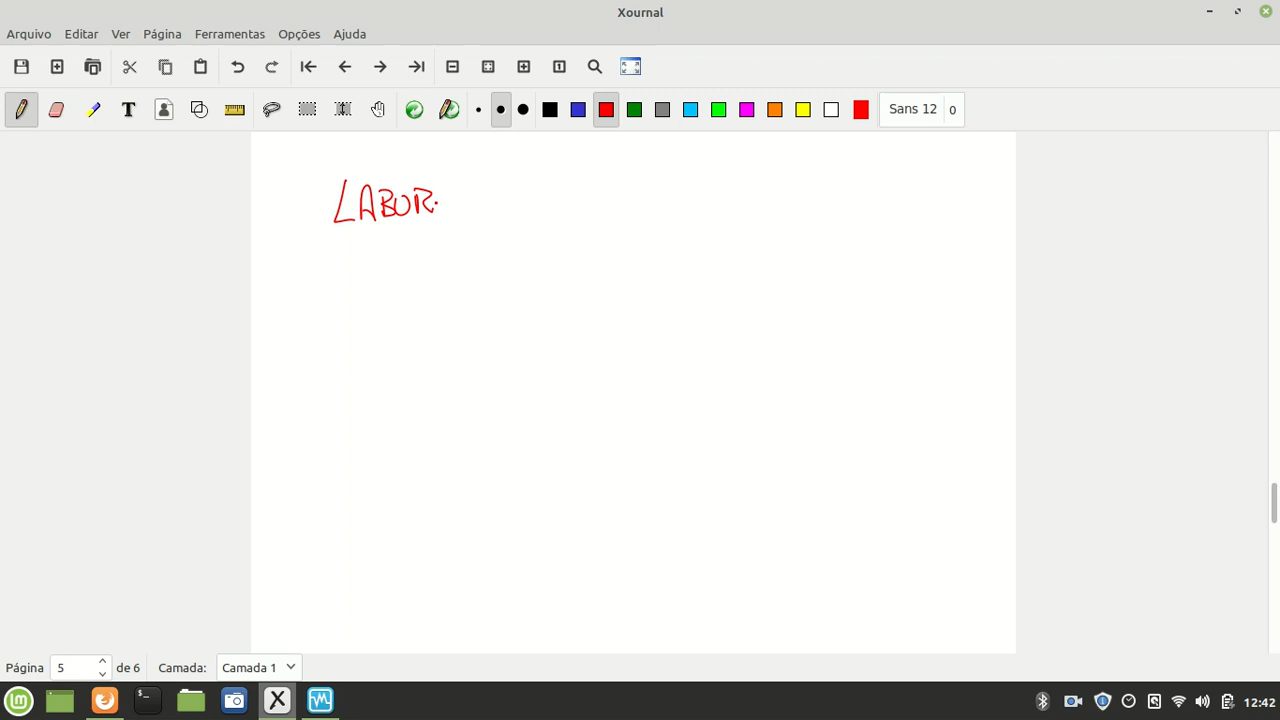 Xournal
Arquivo Editar Ver Página Ferramentas Opções Ajuda
T Sans 12 0
LABOR
Página 5 de 6 Camada: Camada 1
12:42